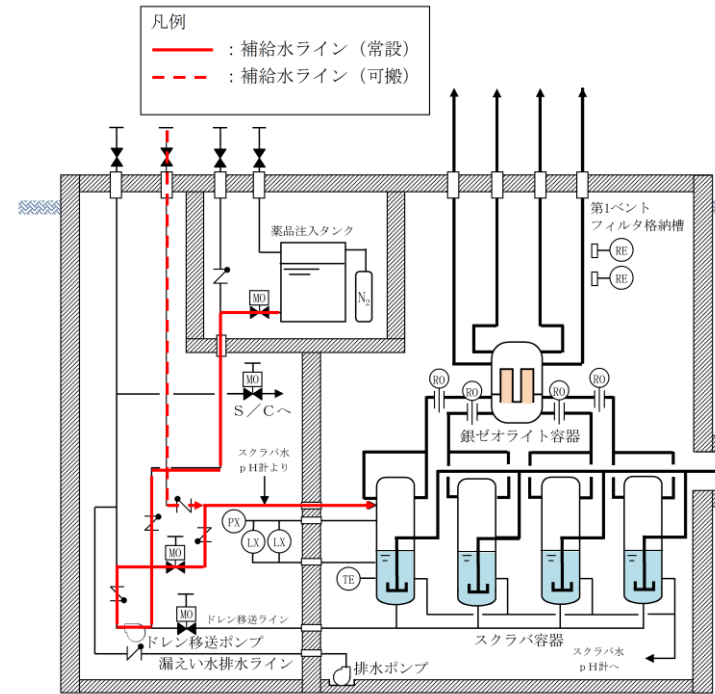 凡例
：補給水ライン（常設）
：補給水ライン（可搬）
第1ベント
フィルタ格納槽
RE
RE
薬品注入タンク
N₂
MO
MO
S／Cへ
RO
RO
RO
RO
銀ゼオライト容器
スクラバ水
pH計より
PX
LX
LX
MO
TE
MO
ドレン移送ライン
ドレン移送ポンプ
漏えい水排水ライン
排水ポンプ
スクラバ容器
スクラバ水
pH計へ